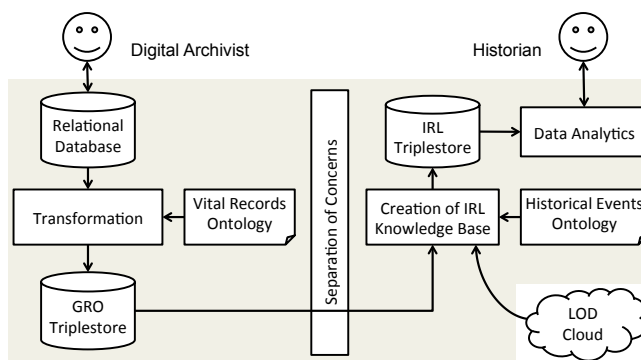 Digital Archivist
Historian
Relational
Database
Transformation
Vital Records
Ontology
GRO
Triplestore
Separation of Concerns
IRL
Triplestore
Data Analytics
Creation of IRL
Knowledge Base
Historical Events
Ontology
LOD
Cloud